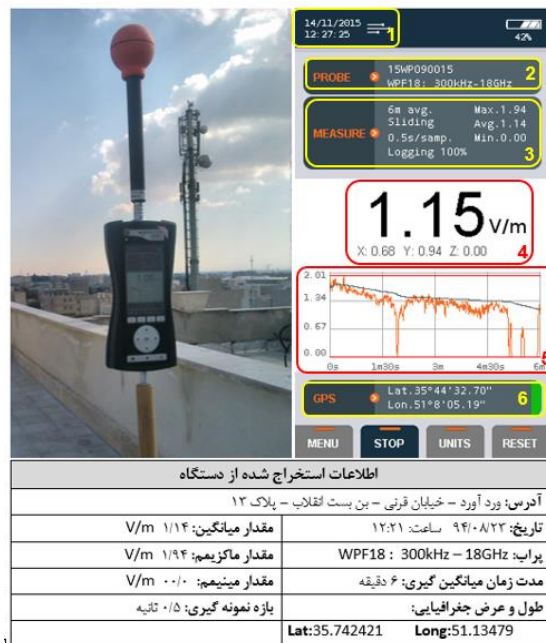 14/11/2015
12:27:25
1
42%
PROBE
15WP090015
WPF18: 300kHz-18GHz
2
MEASURE
6m avg. Max.1.94
Sliding Avg.1.14
0.5s/samp. Min.0.00
Logging 100%
3
1.15 V/m
X: 0.68 Y: 0.94 Z: 0.00
4
2.01
1.34
0.67
0.00
0s 1m30s 3m 4m30s 6m
5
GPS
Lat.35°44'32.70"
Lon.51°8'05.19"
6
MENU STOP UNITS RESET
اطلاعات استخراج شده از دستگاه
آدرس: ورد آورد – خیابان قرنی – بن بست انقلاب – پلاک ۱۳
تاریخ: ۹۴/۰۸/۲۳ ساعت: ۱۲:۲۱
مقدار میانگین: ۱/۱۴ V/m
پراب: WPF18 : 300kHz – 18GHz
مقدار ماکزیمم: ۱/۹۴ V/m
مدت زمان میانگین گیری: ۶ دقیقه
مقدار مینیمم: ۰/۰۰ V/m
طول و عرض جغرافیایی:
بازه نمونه گیری: ۰/۵ ثانیه
Lat:35.742421 Long:51.13479